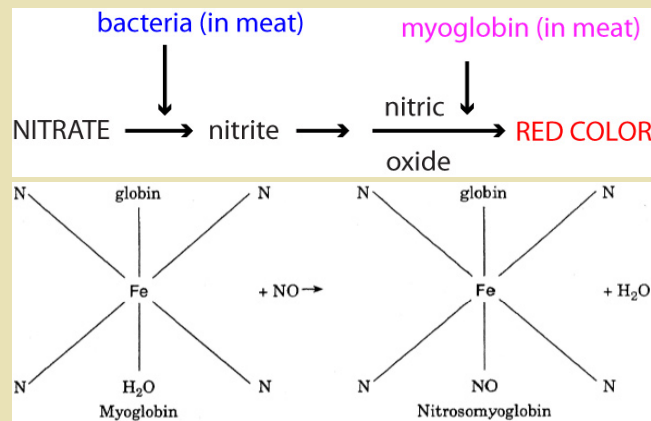 bacteria (in meat)
myoglobin (in meat)
NITRATE nitrite nitric oxide RED COLOR
N globin N N globin N
Fe + NO→ Fe + H₂O
N H₂O N N NO N
Myoglobin Nitrosomyoglobin